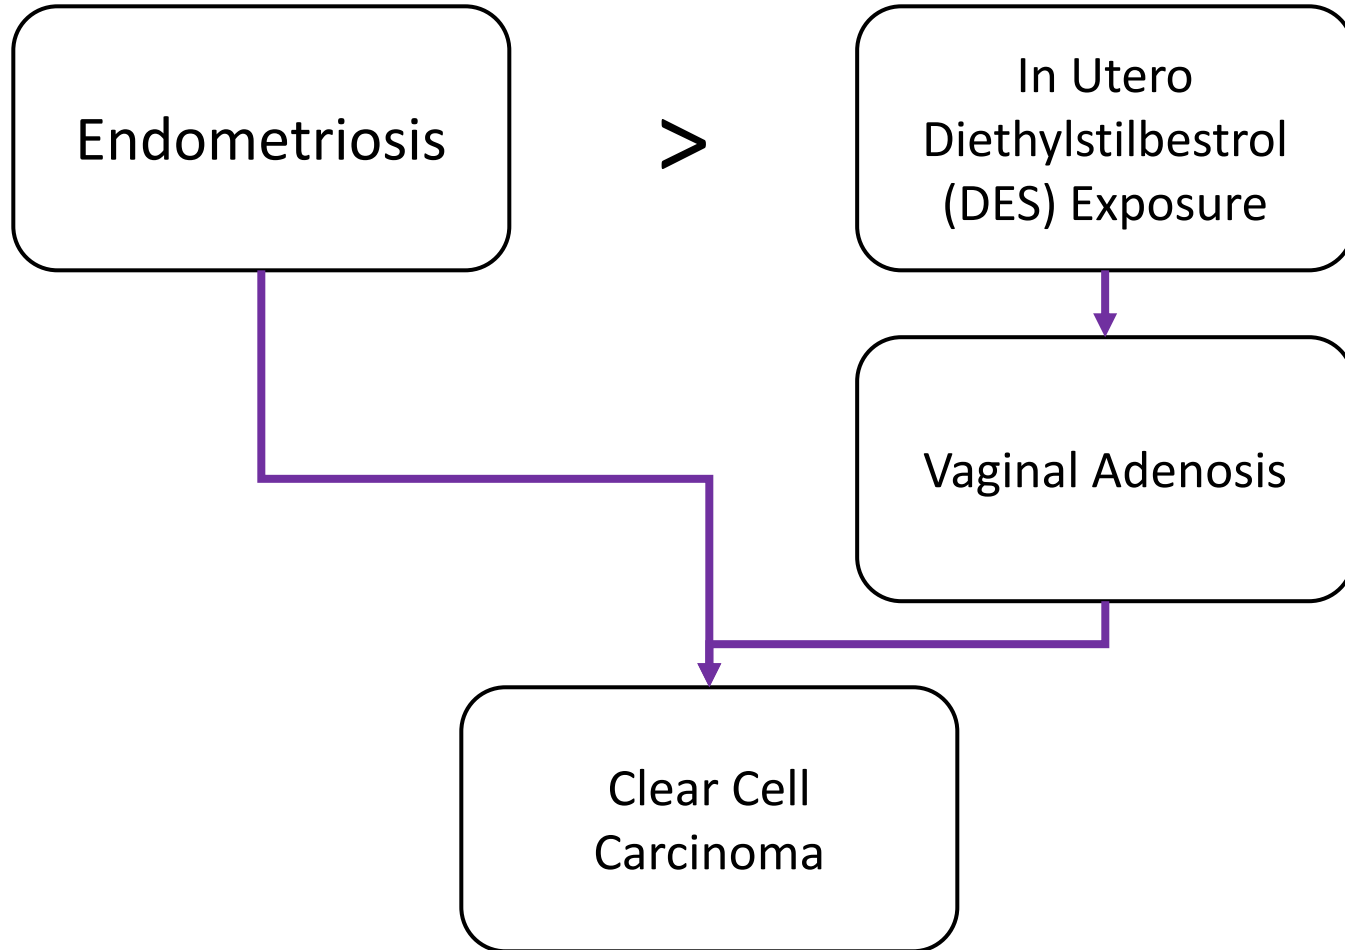 Endometriosis
>
In Utero
Diethylstilbestrol
(DES) Exposure
Vaginal Adenosis
Clear Cell
Carcinoma